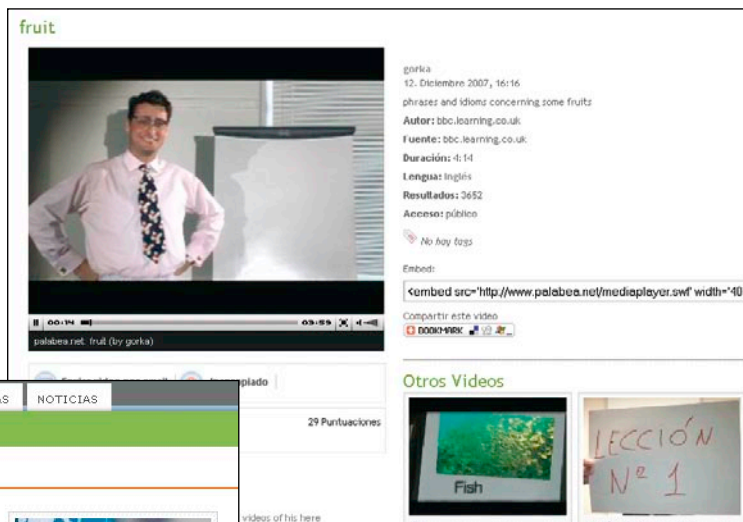 fruit
gorka
12. Diciembre 2007, 16:16
phrases and idioms concerning some fruits
Autor: bbc.learning.co.uk
Fuente: bbc.learning.co.uk
Duración: 4:14
Lengua: Inglés
Resultados: 3652
Acceso: público
No hay tags
Embed:
<embed src='http://www.palabea.net/mediaplayer.swf' width='40
Compartir este video
BOOKMARK
00:14 03:59
palabea.net: fruit (by gorka)
29 Puntuaciones
Otros Videos
Fish
LECCIÓN
Nº 1
AS NOTICIAS
videos of his here